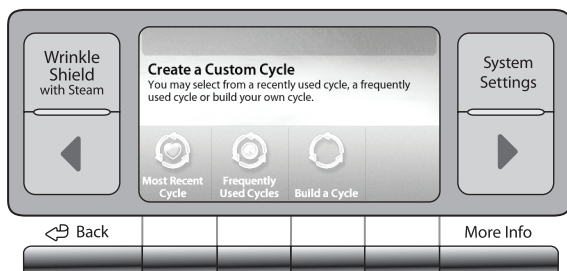 Wrinkle
Shield
with Steam
Create a Custom Cycle
You may select from a recently used cycle, a frequently
used cycle or build your own cycle.
Most Recent
Cycle
Frequently
Used Cycles
Build a Cycle
System
Settings
Back
More Info